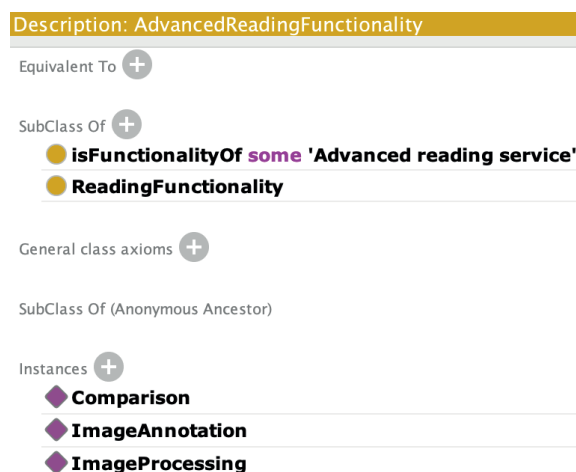 Description: AdvancedReadingFunctionality
Equivalent To
SubClass Of
isFunctionalityOf some 'Advanced reading service'
ReadingFunctionality
General class axioms
SubClass Of (Anonymous Ancestor)
Instances
Comparison
ImageAnnotation
ImageProcessing